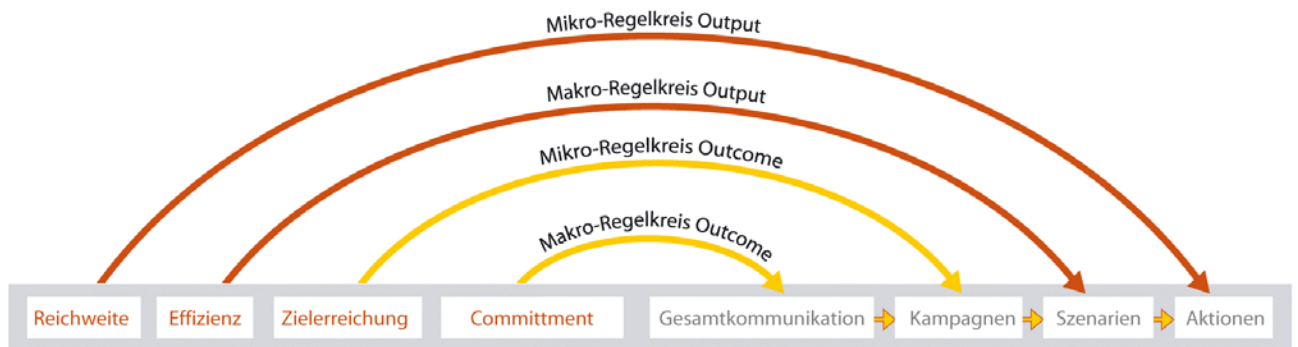 Mikro-Regelkreis Output
Makro-Regelkreis Output
Mikro-Regelkreis Outcome
Makro-Regelkreis Outcome
Reichweite Effizienz Zielerreichung Committment Gesamtkommunikation Kampagnen Szenarien Aktionen